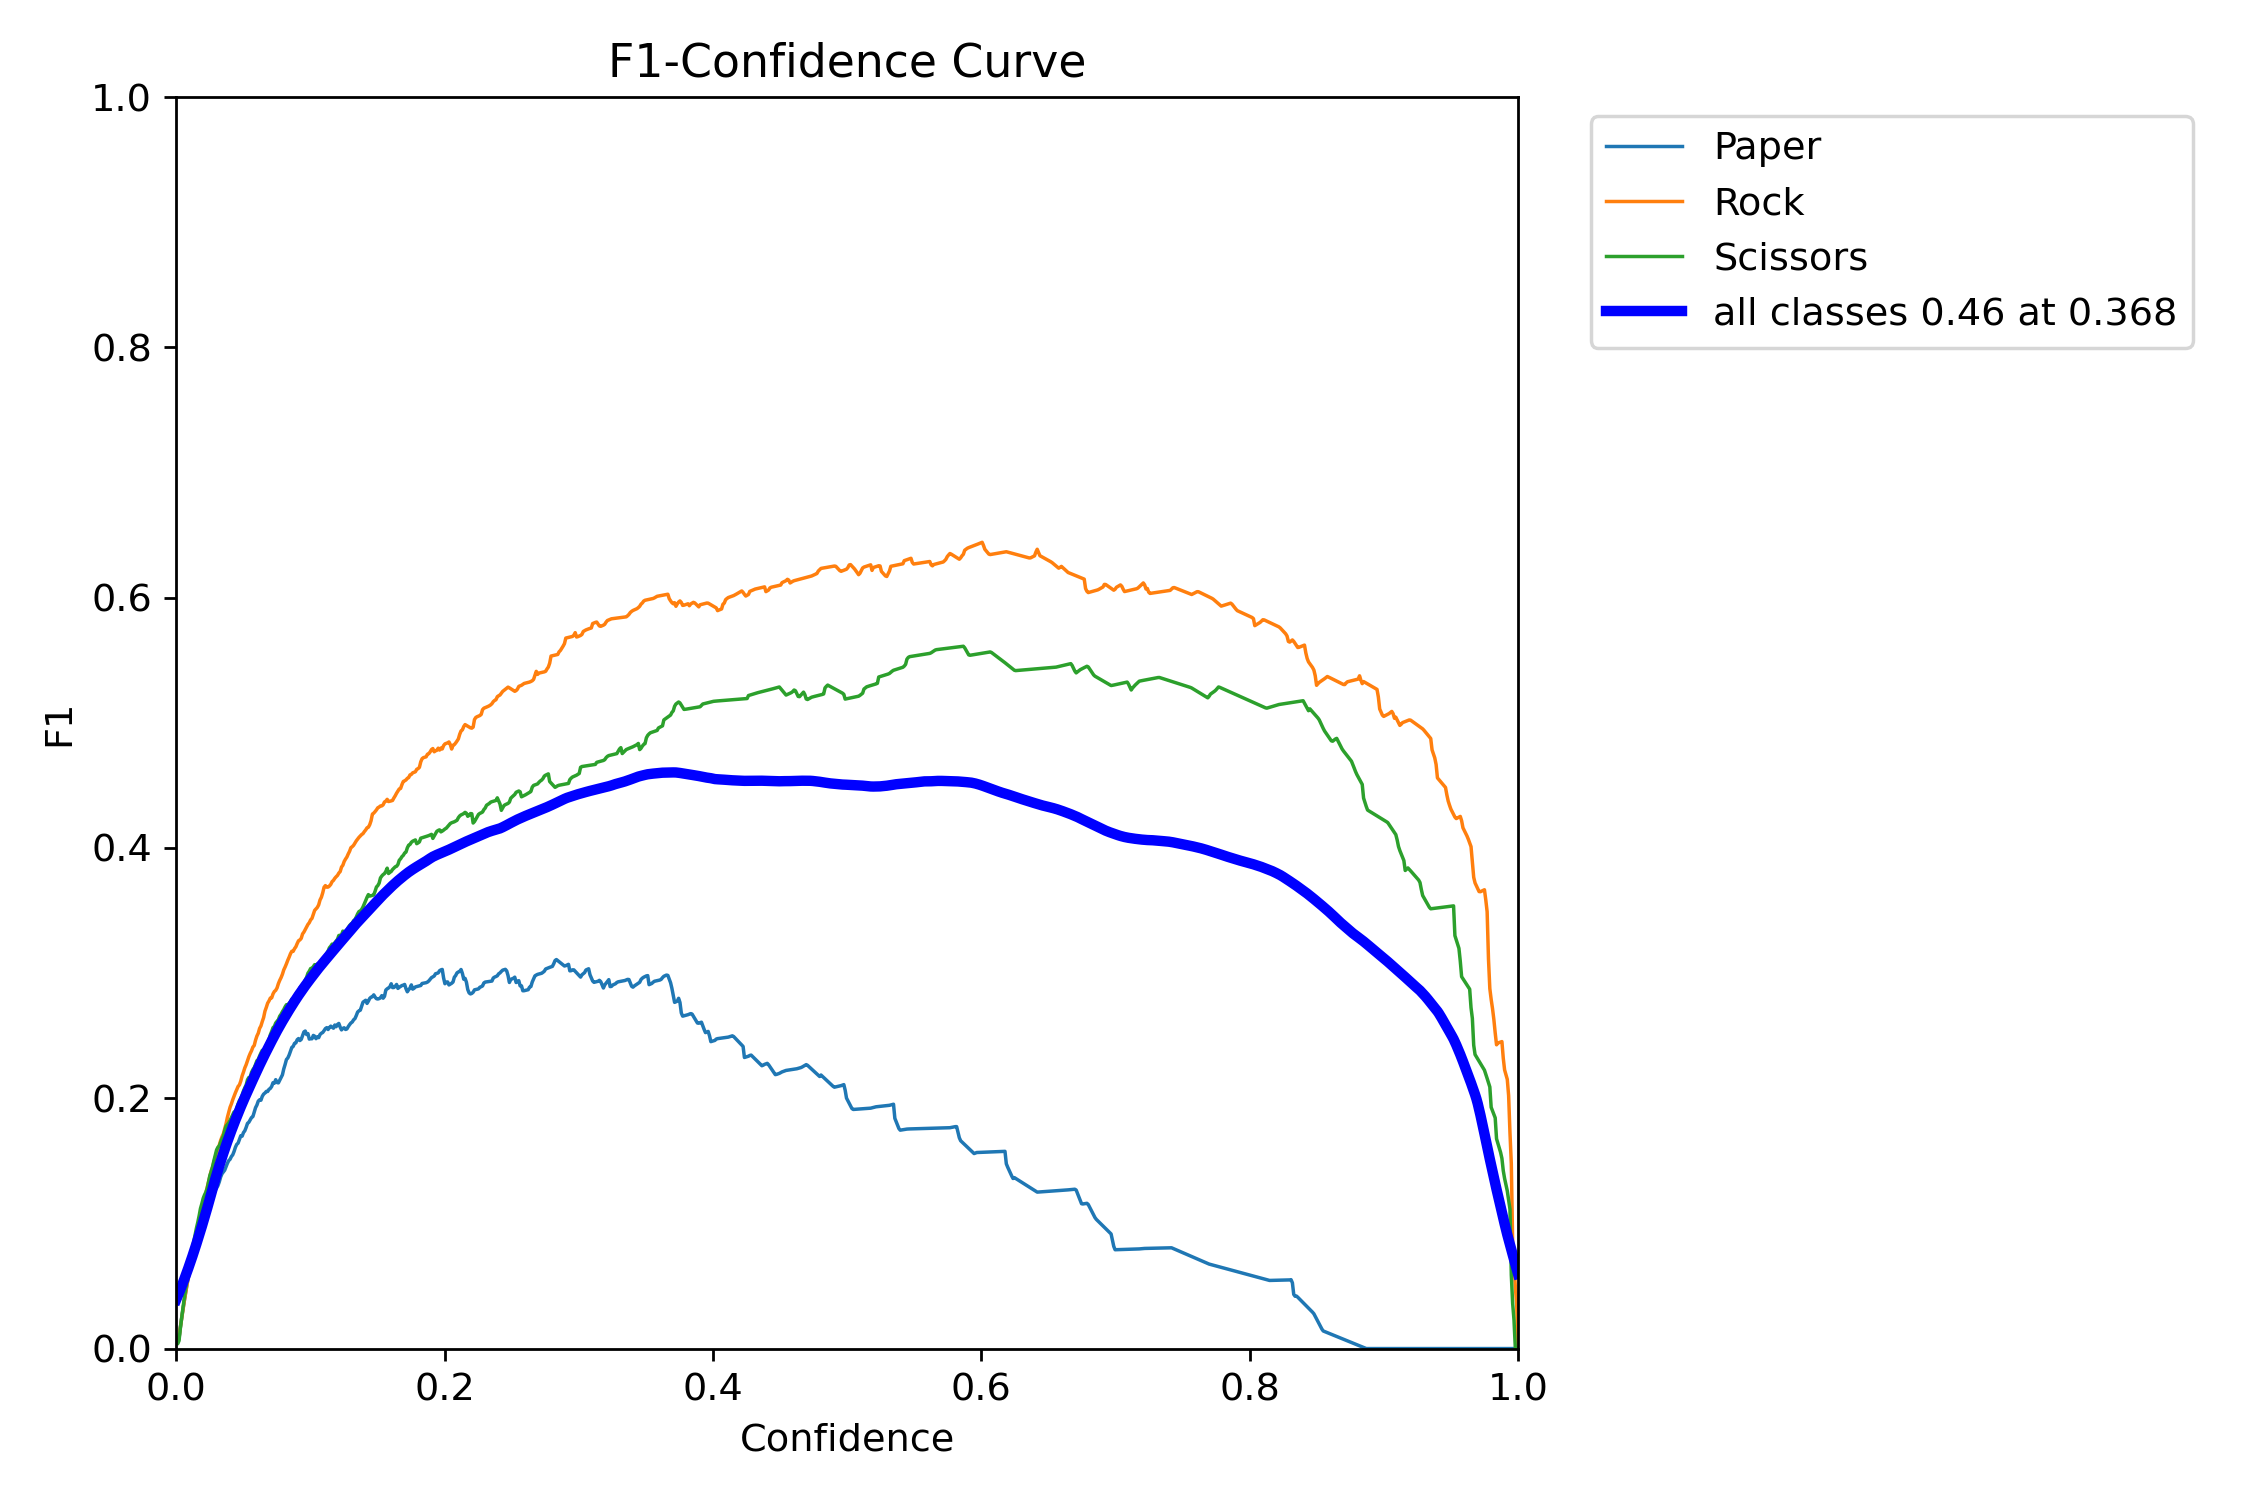 F1-Confidence Curve
1.0
0.8
0.6
0.4
0.2
0.0
F1
0.0 0.2 0.4 0.6 0.8 1.0
Confidence
Paper
Rock
Scissors
all classes 0.46 at 0.368